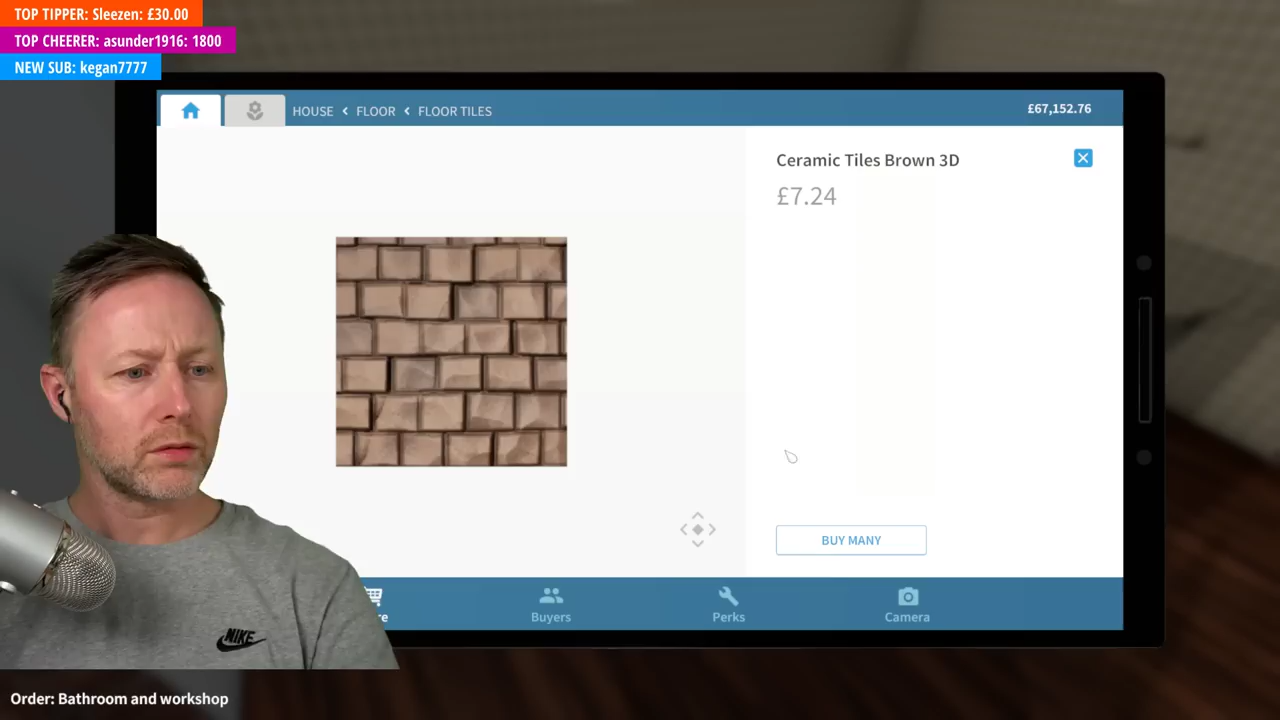 TOP TIPPER: Sleezen: £30.00
TOP CHEERER: asunder1916: 1800
NEW SUB: kegan7777
HOUSE < FLOOR < FLOOR TILES
£67,152.76
Ceramic Tiles Brown 3D
£7.24
BUY MANY
Buyers
Perks
Camera
NIKE
Order: Bathroom and workshop